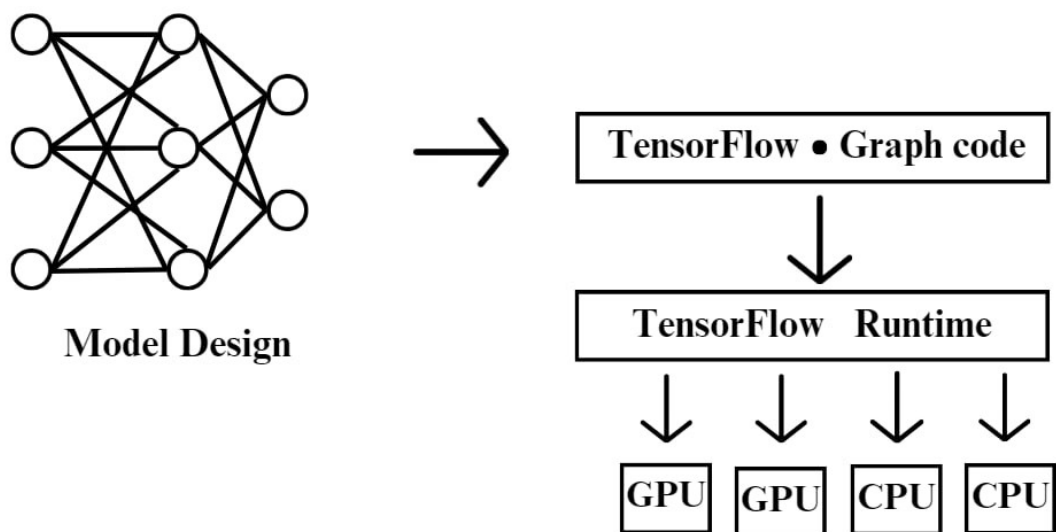 TensorFlow • Graph code
TensorFlow Runtime
Model Design
GPU GPU CPU CPU